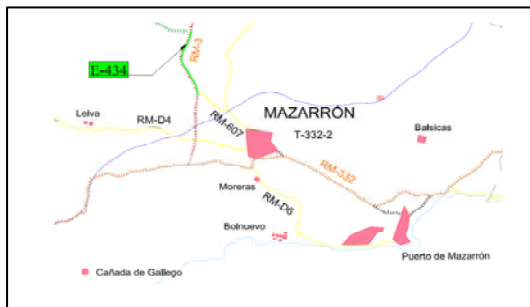 E-434
RM-3
MAZARRÓN
Leiva
RM-D4
RM-607
T-332-2
Balsicas
RM-332
Moreras
RM-D6
Bolnuevo
Puerto de Mazarrón
Cañada de Gallego